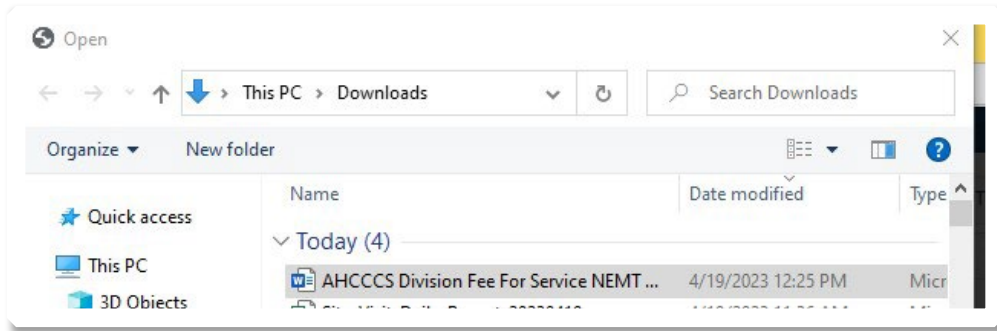 Open
This PC > Downloads
Search Downloads
Organize
New folder
Name
Date modified
Type
Quick access
Today (4)
This PC
AHCCCS Division Fee For Service NEMT ...
4/19/2023 12:25 PM
Micr
3D Objects